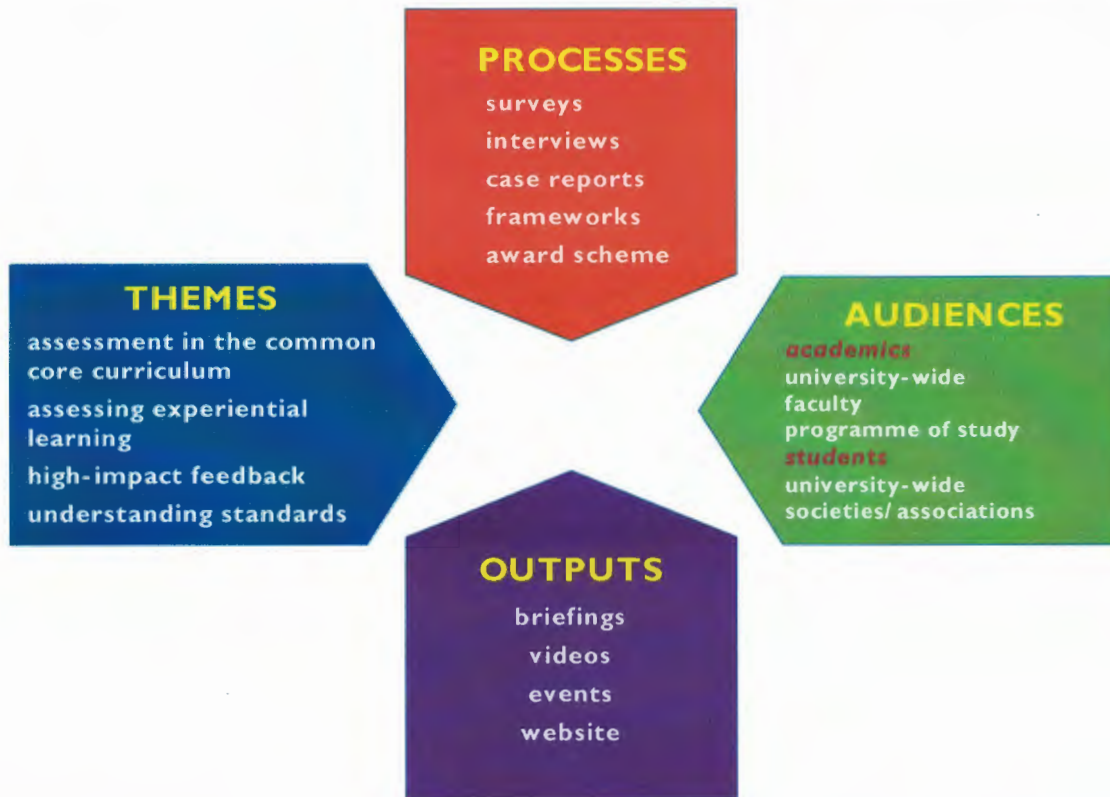 PROCESSES
surveys
interviews
case reports
frameworks
award scheme
THEMES
assessment in the common
core curriculum
assessing experiential
learning
high-impact feedback
understanding standards
AUDIENCES
academics
university-wide
faculty
programme of study
students
university-wide
societies/ associations
OUTPUTS
briefings
videos
events
website